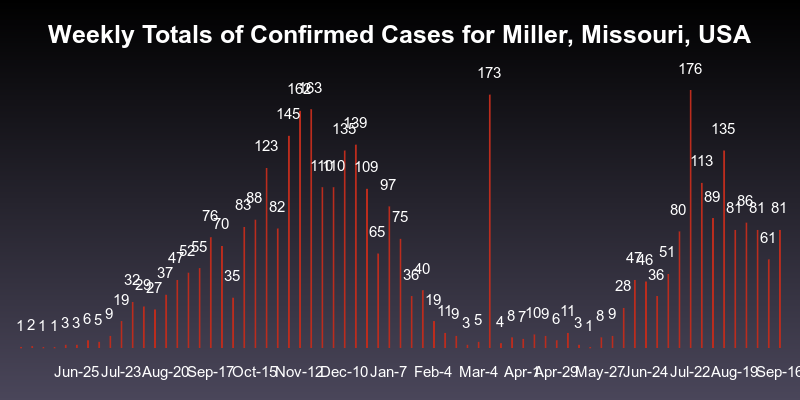 Weekly Totals of Confirmed Cases for Miller, Missouri, USA
1 2 1 1 3 3 6 5 9 19 32 29 27 37 47 52 55 76 70 35 83 88 123 82 145 162 163 110 110 135 139 109 65 97 75 36 40 19 11 9 3 5 173 4 8 7 10 9 6 11 3 1 8 9 28 47 46 36 51 80 176 113 89 135 81 86 81 61 81
Jun-25 Jul-23 Aug-20 Sep-17 Oct-15 Nov-12 Dec-10 Jan-7 Feb-4 Mar-4 Apr-1 Apr-29 May-27 Jun-24 Jul-22 Aug-19 Sep-16